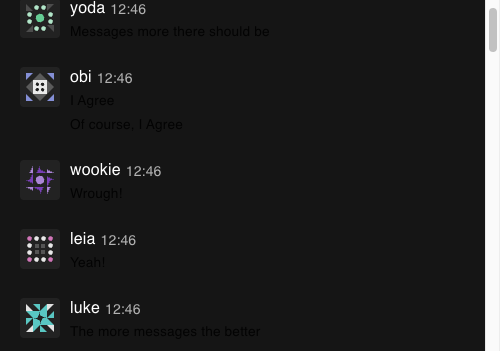 yoda 12:46
Messages more there should be
obi 12:46
I Agree
Of course, I Agree
wookie 12:46
Wrough!
leia 12:46
Yeah!
luke 12:46
The more messages the better